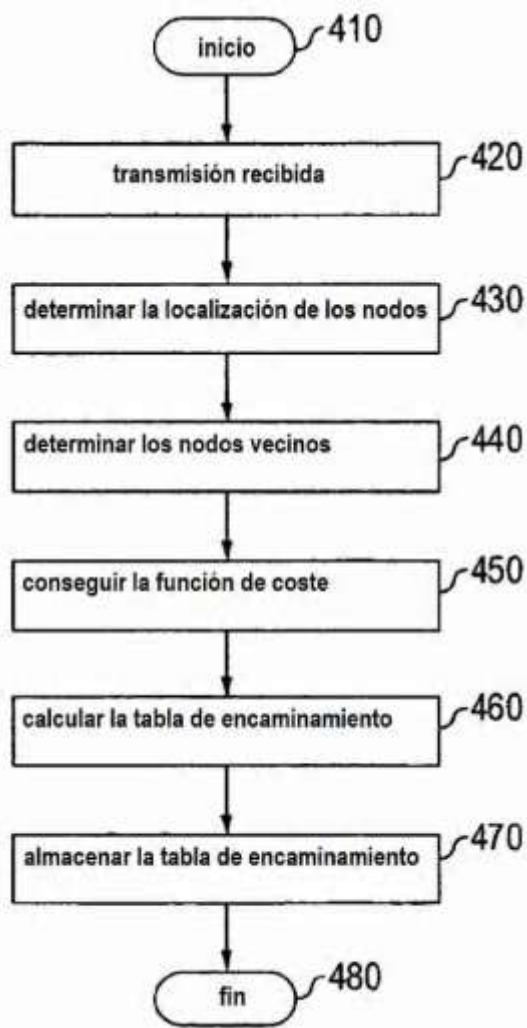 inicio
410
transmisión recibida
420
determinar la localización de los nodos
430
determinar los nodos vecinos
440
conseguir la función de coste
450
calcular la tabla de encaminamiento
460
almacenar la tabla de encaminamiento
470
fin
480